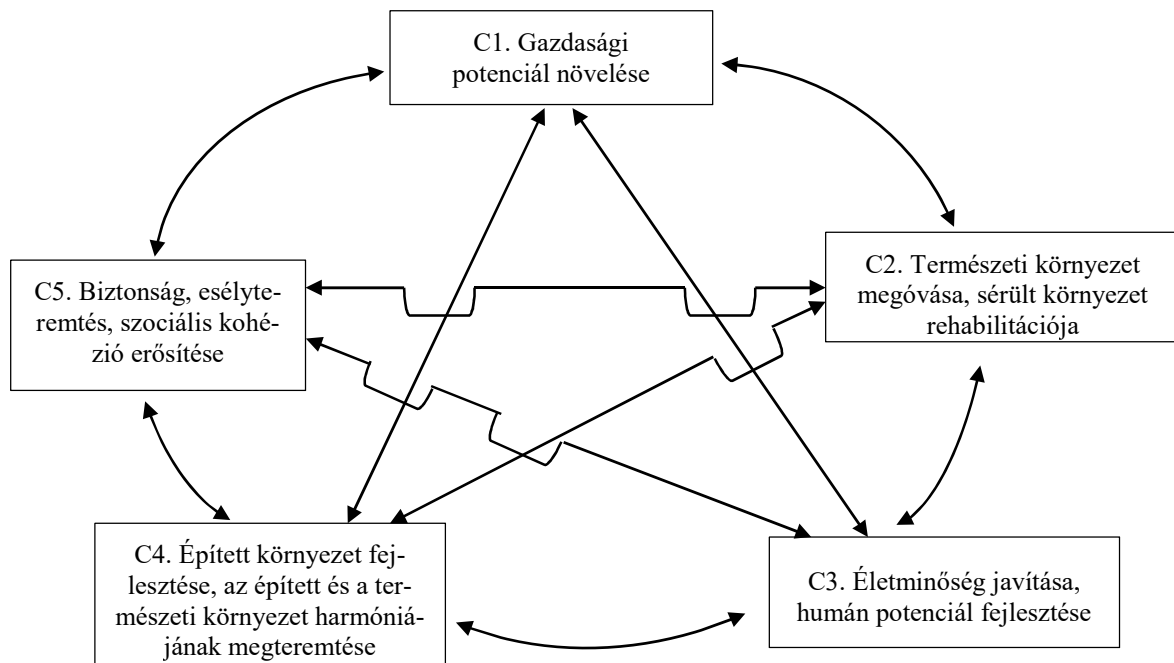 C1. Gazdasági
potenciál növelése
C2. Természeti környezet
megóvása, sérült környezet
rehabilitációja
C5. Biztonság, esélyte-
remtés, szociális kohé-
zió erősítése
C4. Épített környezet fej-
lesztése, az épített és a ter-
mészeti környezet harmóniá-
jának megteremtése
C3. Életminőség javítása,
humán potenciál fejlesztése